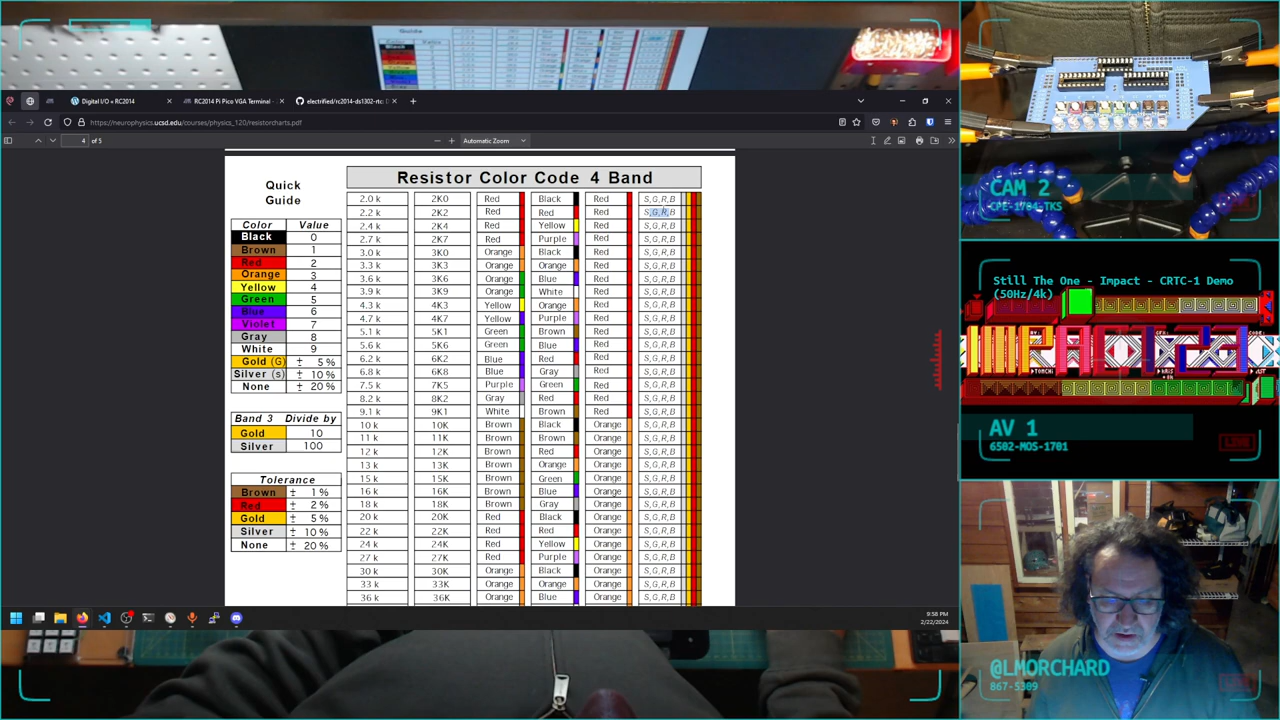 Guide
Digital I/O « RC2014
RC2014 Pi Pico VGA Terminal -
electrified/rc2014-ds1302-rtc:
https://neurophysics.ucsd.edu/courses/physics_120/resistorcharts.pdf
4 of 5
Automatic Zoom
Quick
Guide
Color Value
Black 0
Brown 1
Red 2
Orange 3
Yellow 4
Green 5
Blue 6
Violet 7
Gray 8
White 9
Gold (G) ± 5%
Silver (s) ± 10%
None ± 20%
Band 3 Divide by
Gold 10
Silver 100
Tolerance
Brown ± 1%
Red ± 2%
Gold ± 5%
Silver ± 10%
None ± 20%
Resistor Color Code 4 Band
2.0 k 2K0 Red Black Red S,G,R,B
2.2 k 2K2 Red Red Red S,G,R,B
2.4 k 2K4 Red Yellow Red S,G,R,B
2.7 k 2K7 Red Purple Red S,G,R,B
3.0 k 3K0 Orange Black Red S,G,R,B
3.3 k 3K3 Orange Orange Red S,G,R,B
3.6 k 3K6 Orange Blue Red S,G,R,B
3.9 k 3K9 Orange White Red S,G,R,B
4.3 k 4K3 Yellow Orange Red S,G,R,B
4.7 k 4K7 Yellow Purple Red S,G,R,B
5.1 k 5K1 Green Brown Red S,G,R,B
5.6 k 5K6 Green Blue Red S,G,R,B
6.2 k 6K2 Blue Red Red S,G,R,B
6.8 k 6K8 Blue Gray Red S,G,R,B
7.5 k 7K5 Purple Green Red S,G,R,B
8.2 k 8K2 Gray Red Red S,G,R,B
9.1 k 9K1 White Brown Red S,G,R,B
10 k 10K Brown Black Orange S,G,R,B
11 k 11K Brown Brown Orange S,G,R,B
12 k 12K Brown Red Orange S,G,R,B
13 k 13K Brown Orange Orange S,G,R,B
15 k 15K Brown Green Orange S,G,R,B
16 k 16K Brown Blue Orange S,G,R,B
18 k 18K Brown Gray Orange S,G,R,B
20 k 20K Red Black Orange S,G,R,B
22 k 22K Red Red Orange S,G,R,B
24 k 24K Red Yellow Orange S,G,R,B
27 k 27K Red Purple Orange S,G,R,B
30 k 30K Orange Black Orange S,G,R,B
33 k 33K Orange Orange Orange S,G,R,B
36 k 36K Orange Blue Orange S,G,R,B
9:58 PM
2/22/2024
CAM 2
CPE-1704-TKS
Still The One - Impact - CRTC-1 Demo
(50Hz/4k)
AV 1
6502-MOS-1701
LIVE
@LMORCHARD
867-5309